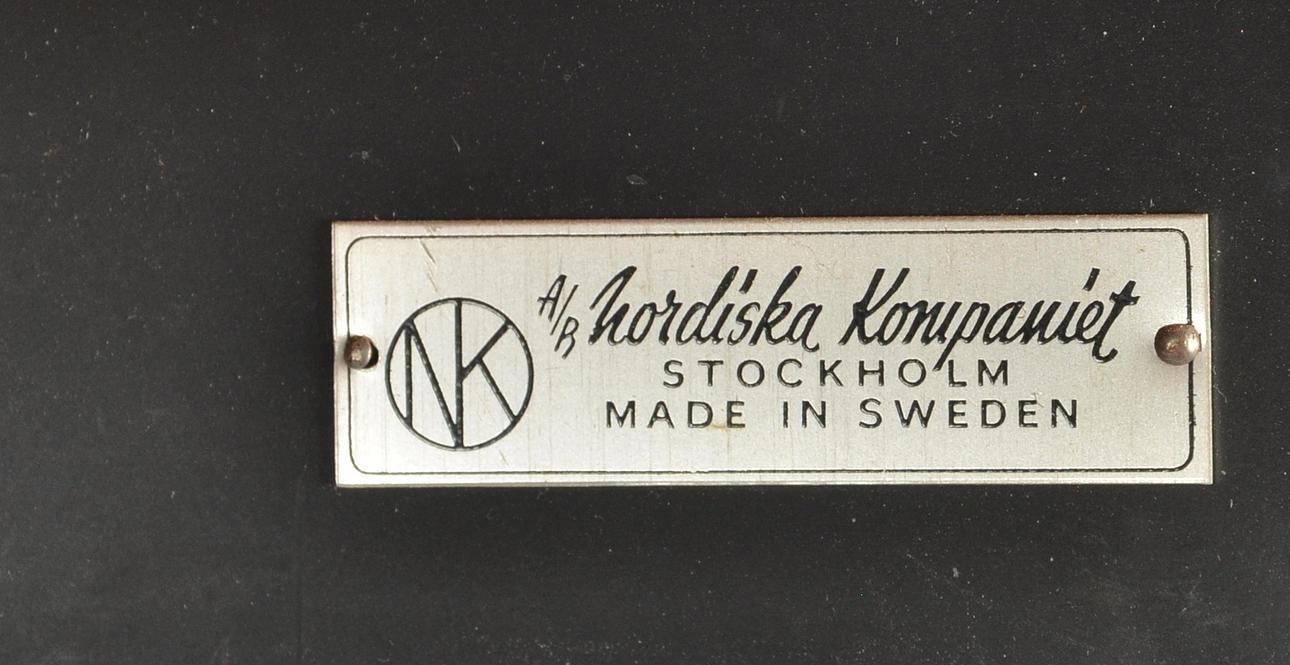 NK
A/B Nordiska Kompaniet
STOCKHOLM
MADE IN SWEDEN